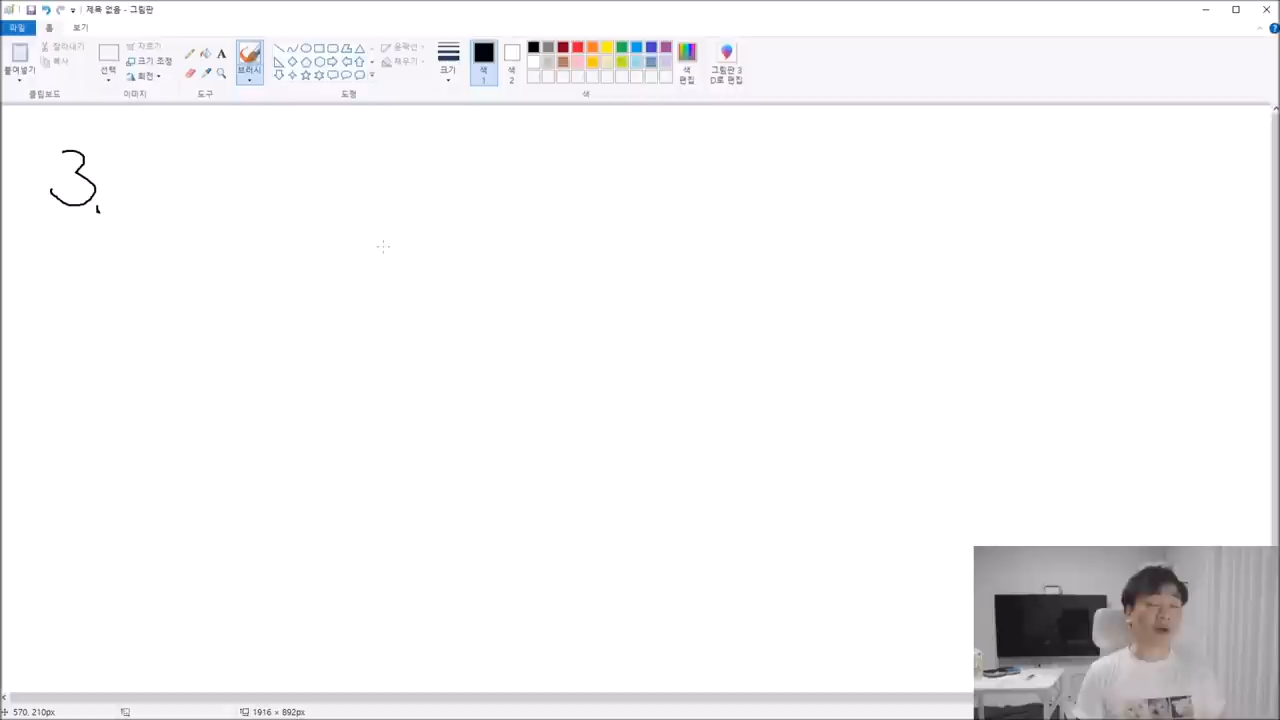 제목 없음 - 그림판
파일 홈 보기
붙여넣기
잘라내기
복사
클립보드
선택
자르기
크기 조정
회전
이미지
A
도구
브러시
윤곽선
채우기
도형
크기
색 1
색 2
색 편집
색
그림판 3D로 편집
3.
570, 210px
1916 × 892px